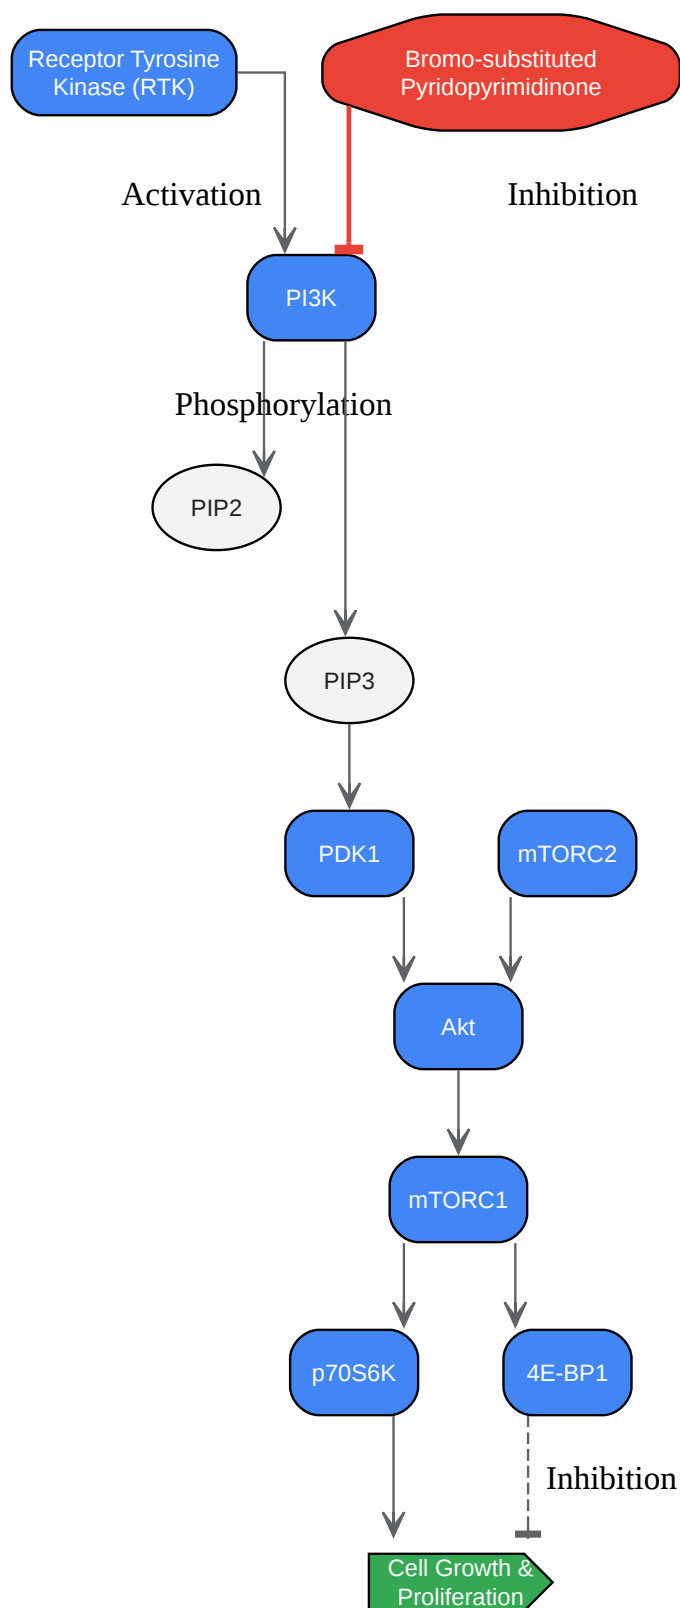 Receptor Tyrosine
Kinase (RTK)
Bromo-substituted
Pyridopyrimidinone
Activation
Inhibition
PI3K
Phosphorylation
PIP2
PIP3
PDK1
mTORC2
Akt
mTORC1
p70S6K
4E-BP1
Inhibition
Cell Growth &
Proliferation